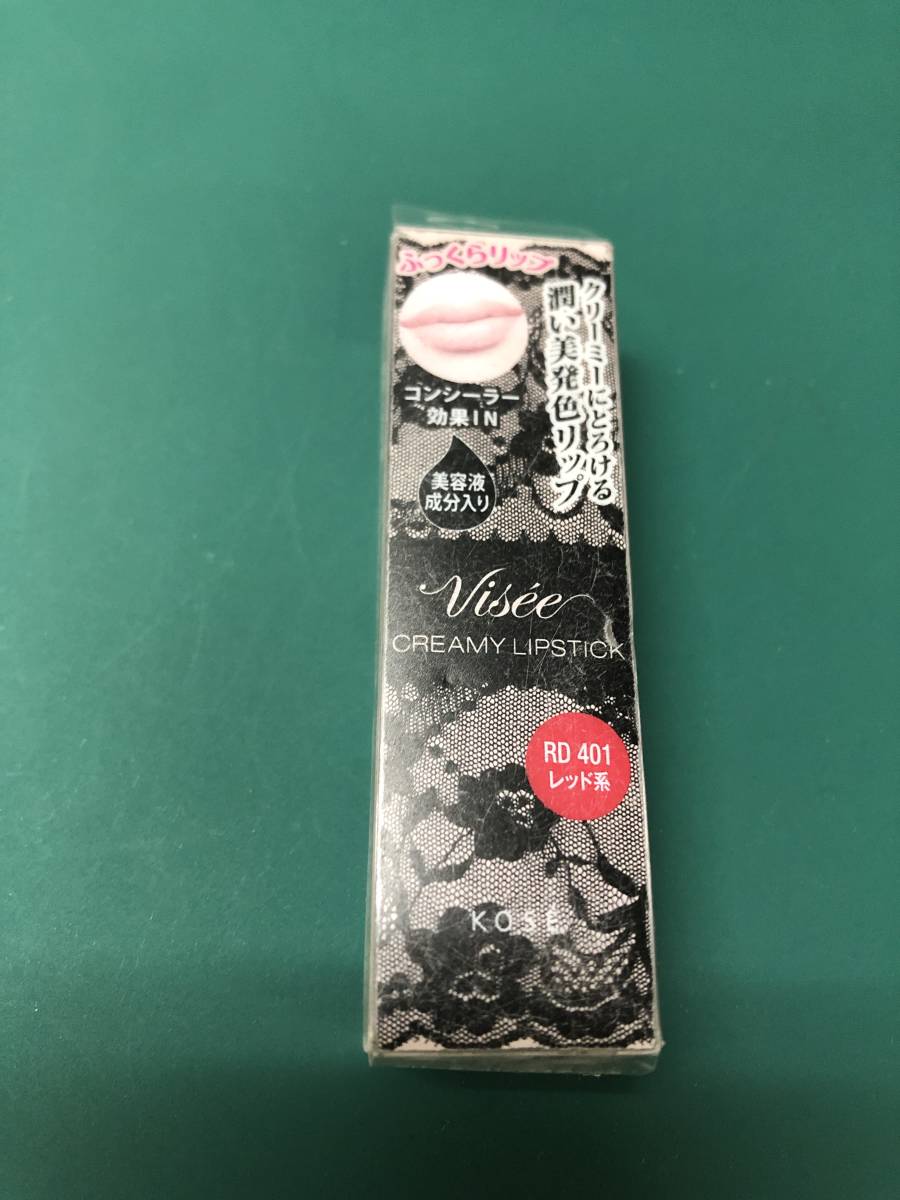 ふっくらリップ
クリーミーにとろける
潤い美発色リップ
コンシーラー
効果IN
美容液
成分入り
Visée
CREAMY LIPSTICK
RD 401
レッド系
KOSÉ